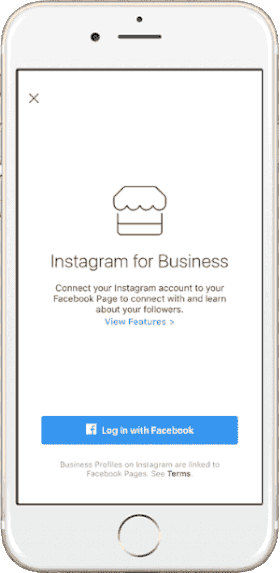 Instagram for Business
Connect your Instagram account to your
Facebook Page to connect with and learn
about your followers.
View Features >
Log in with Facebook
Business Profiles on Instagram are linked to
Facebook Pages. See Terms.